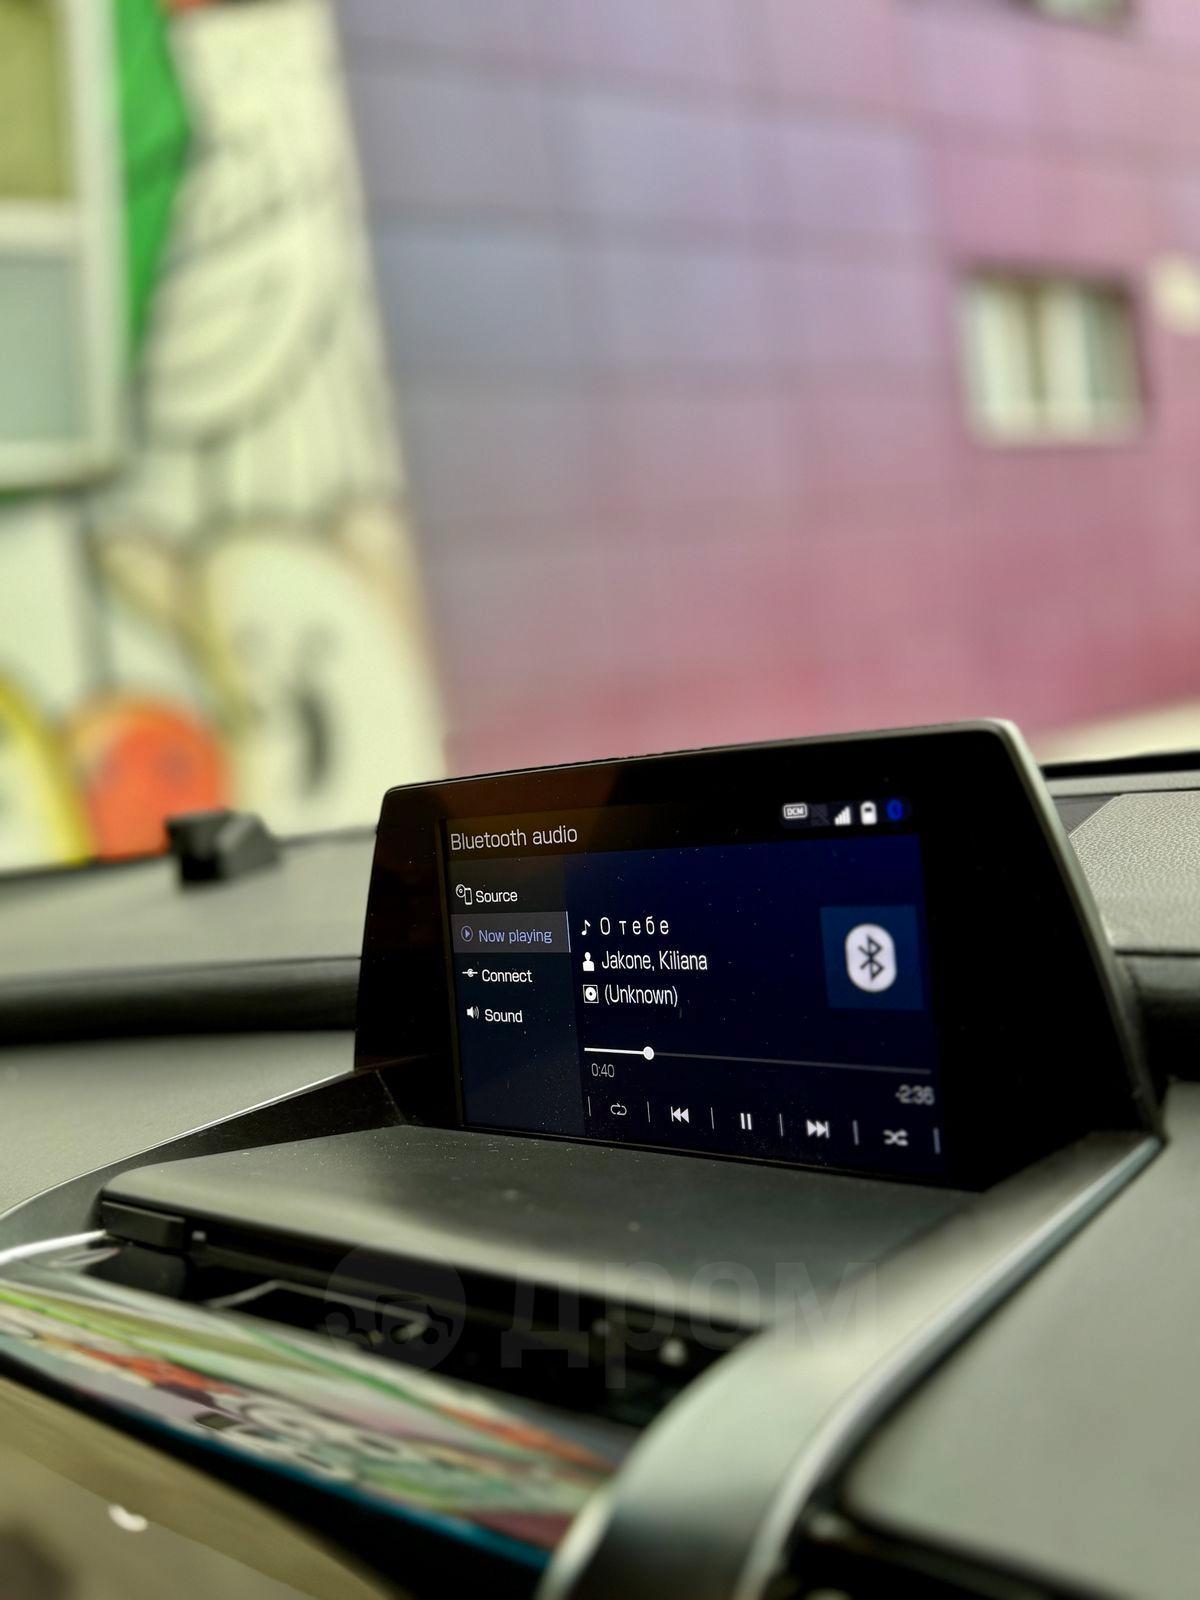 DCM
Bluetooth audio
Source
Now playing
Connect
Sound
О тебе
Jakone, Kiliana
(Unknown)
0:40
-2:36
дром